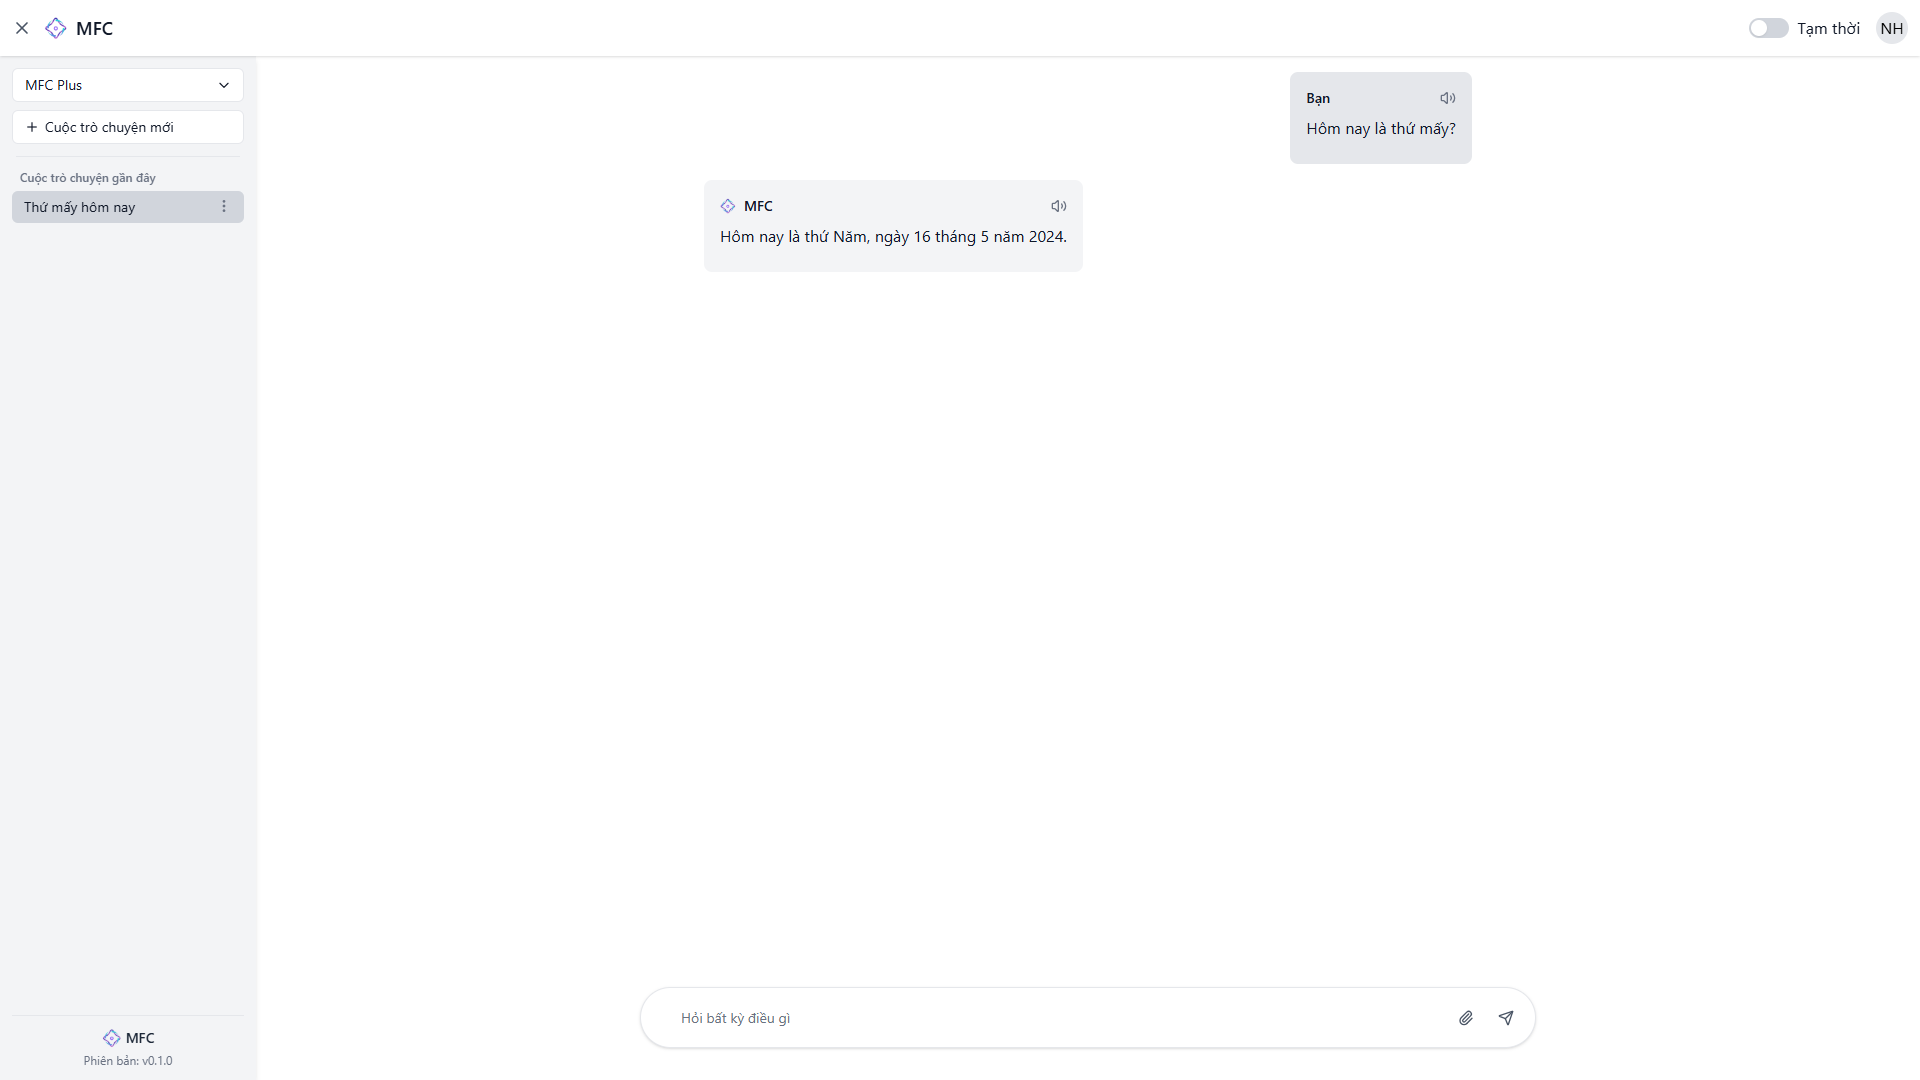 MFC
Tạm thời
NH
MFC Plus
Cuộc trò chuyện mới
Cuộc trò chuyện gần đây
Thứ mấy hôm nay
Bạn
Hôm nay là thứ mấy?
MFC
Hôm nay là thứ Năm, ngày 16 tháng 5 năm 2024.
Hỏi bất kỳ điều gì
MFC
Phiên bản: v0.1.0